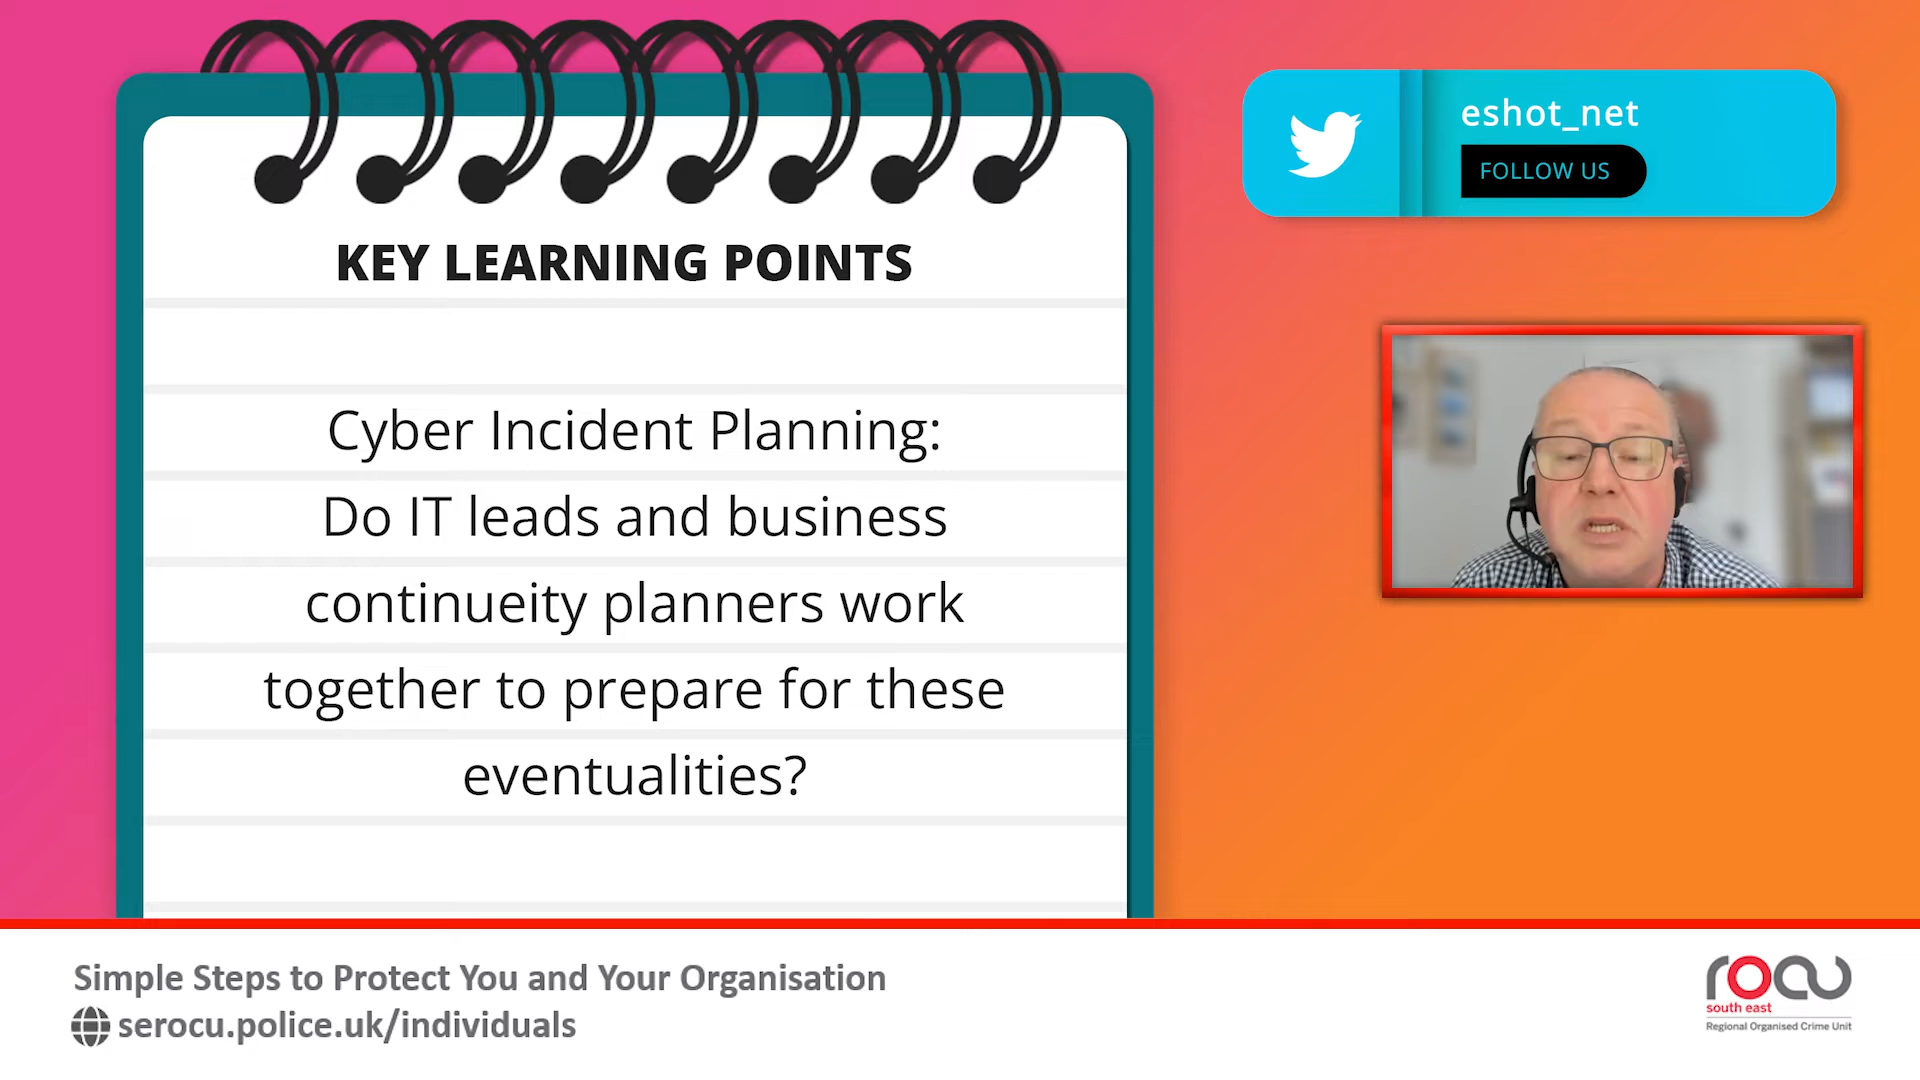 KEY LEARNING POINTS
Cyber Incident Planning:
Do IT leads and business
continueity planners work
together to prepare for these
eventualities?
eshot_net
FOLLOW US
Simple Steps to Protect You and Your Organisation
serocu.police.uk/individuals
rocu
south east
Regional Organised Crime Unit